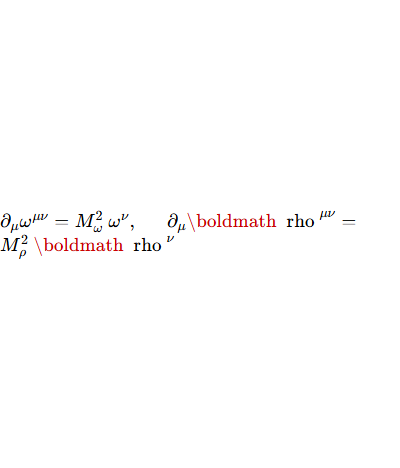 ∂_μω^{μν} = M_ω^2 ω^ν, ∂_μ\boldmath rho ^{μν} =
M_ρ^2 \boldmath rho ^ν